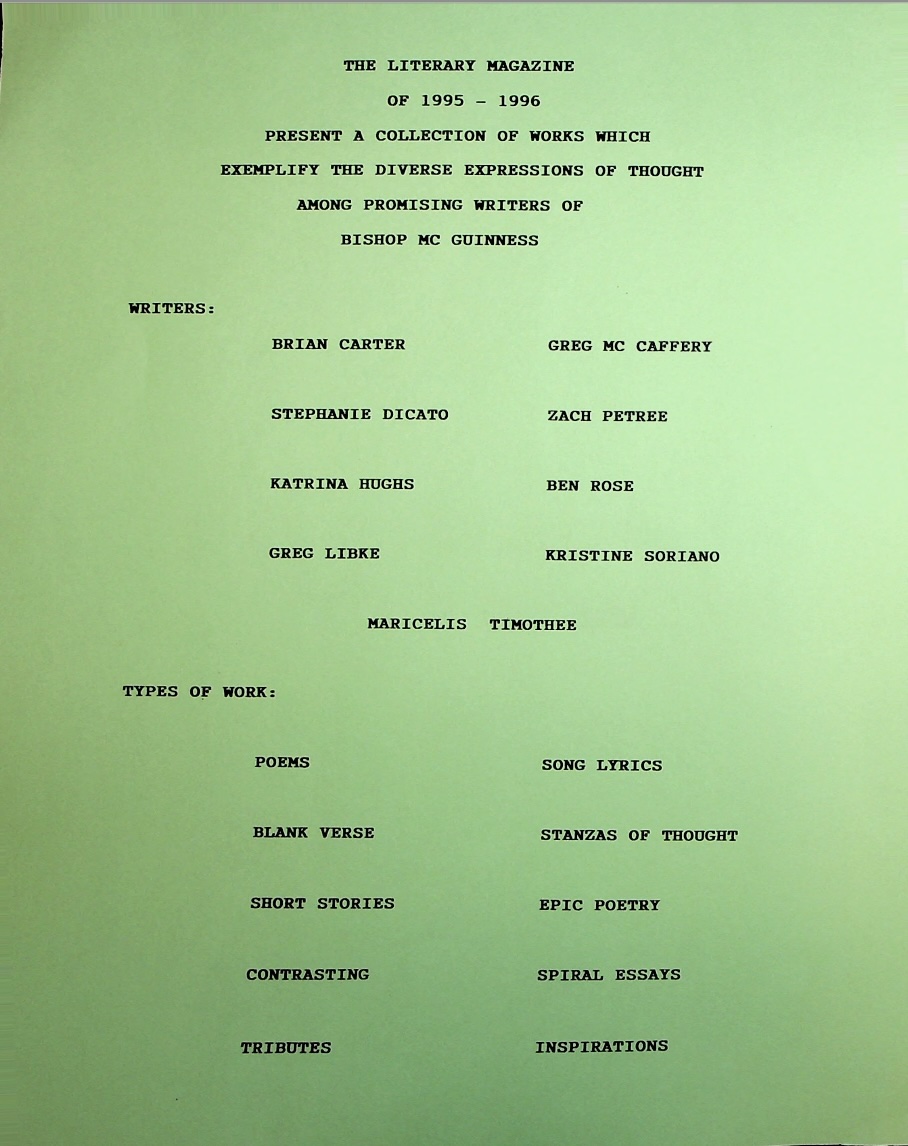 THE LITERARY MAGAZINE
OF 1995 – 1996
PRESENT A COLLECTION OF WORKS WHICH
EXEMPLIFY THE DIVERSE EXPRESSIONS OF THOUGHT
AMONG PROMISING WRITERS OF
BISHOP MC GUINNESS
WRITERS:
BRIAN CARTER GREG MC CAFFERY
STEPHANIE DICATO ZACH PETREE
KATRINA HUGHS BEN ROSE
GREG LIBKE KRISTINE SORIANO
MARICELIS TIMOTHEE
TYPES OF WORK:
POEMS SONG LYRICS
BLANK VERSE STANZAS OF THOUGHT
SHORT STORIES EPIC POETRY
CONTRASTING SPIRAL ESSAYS
TRIBUTES INSPIRATIONS